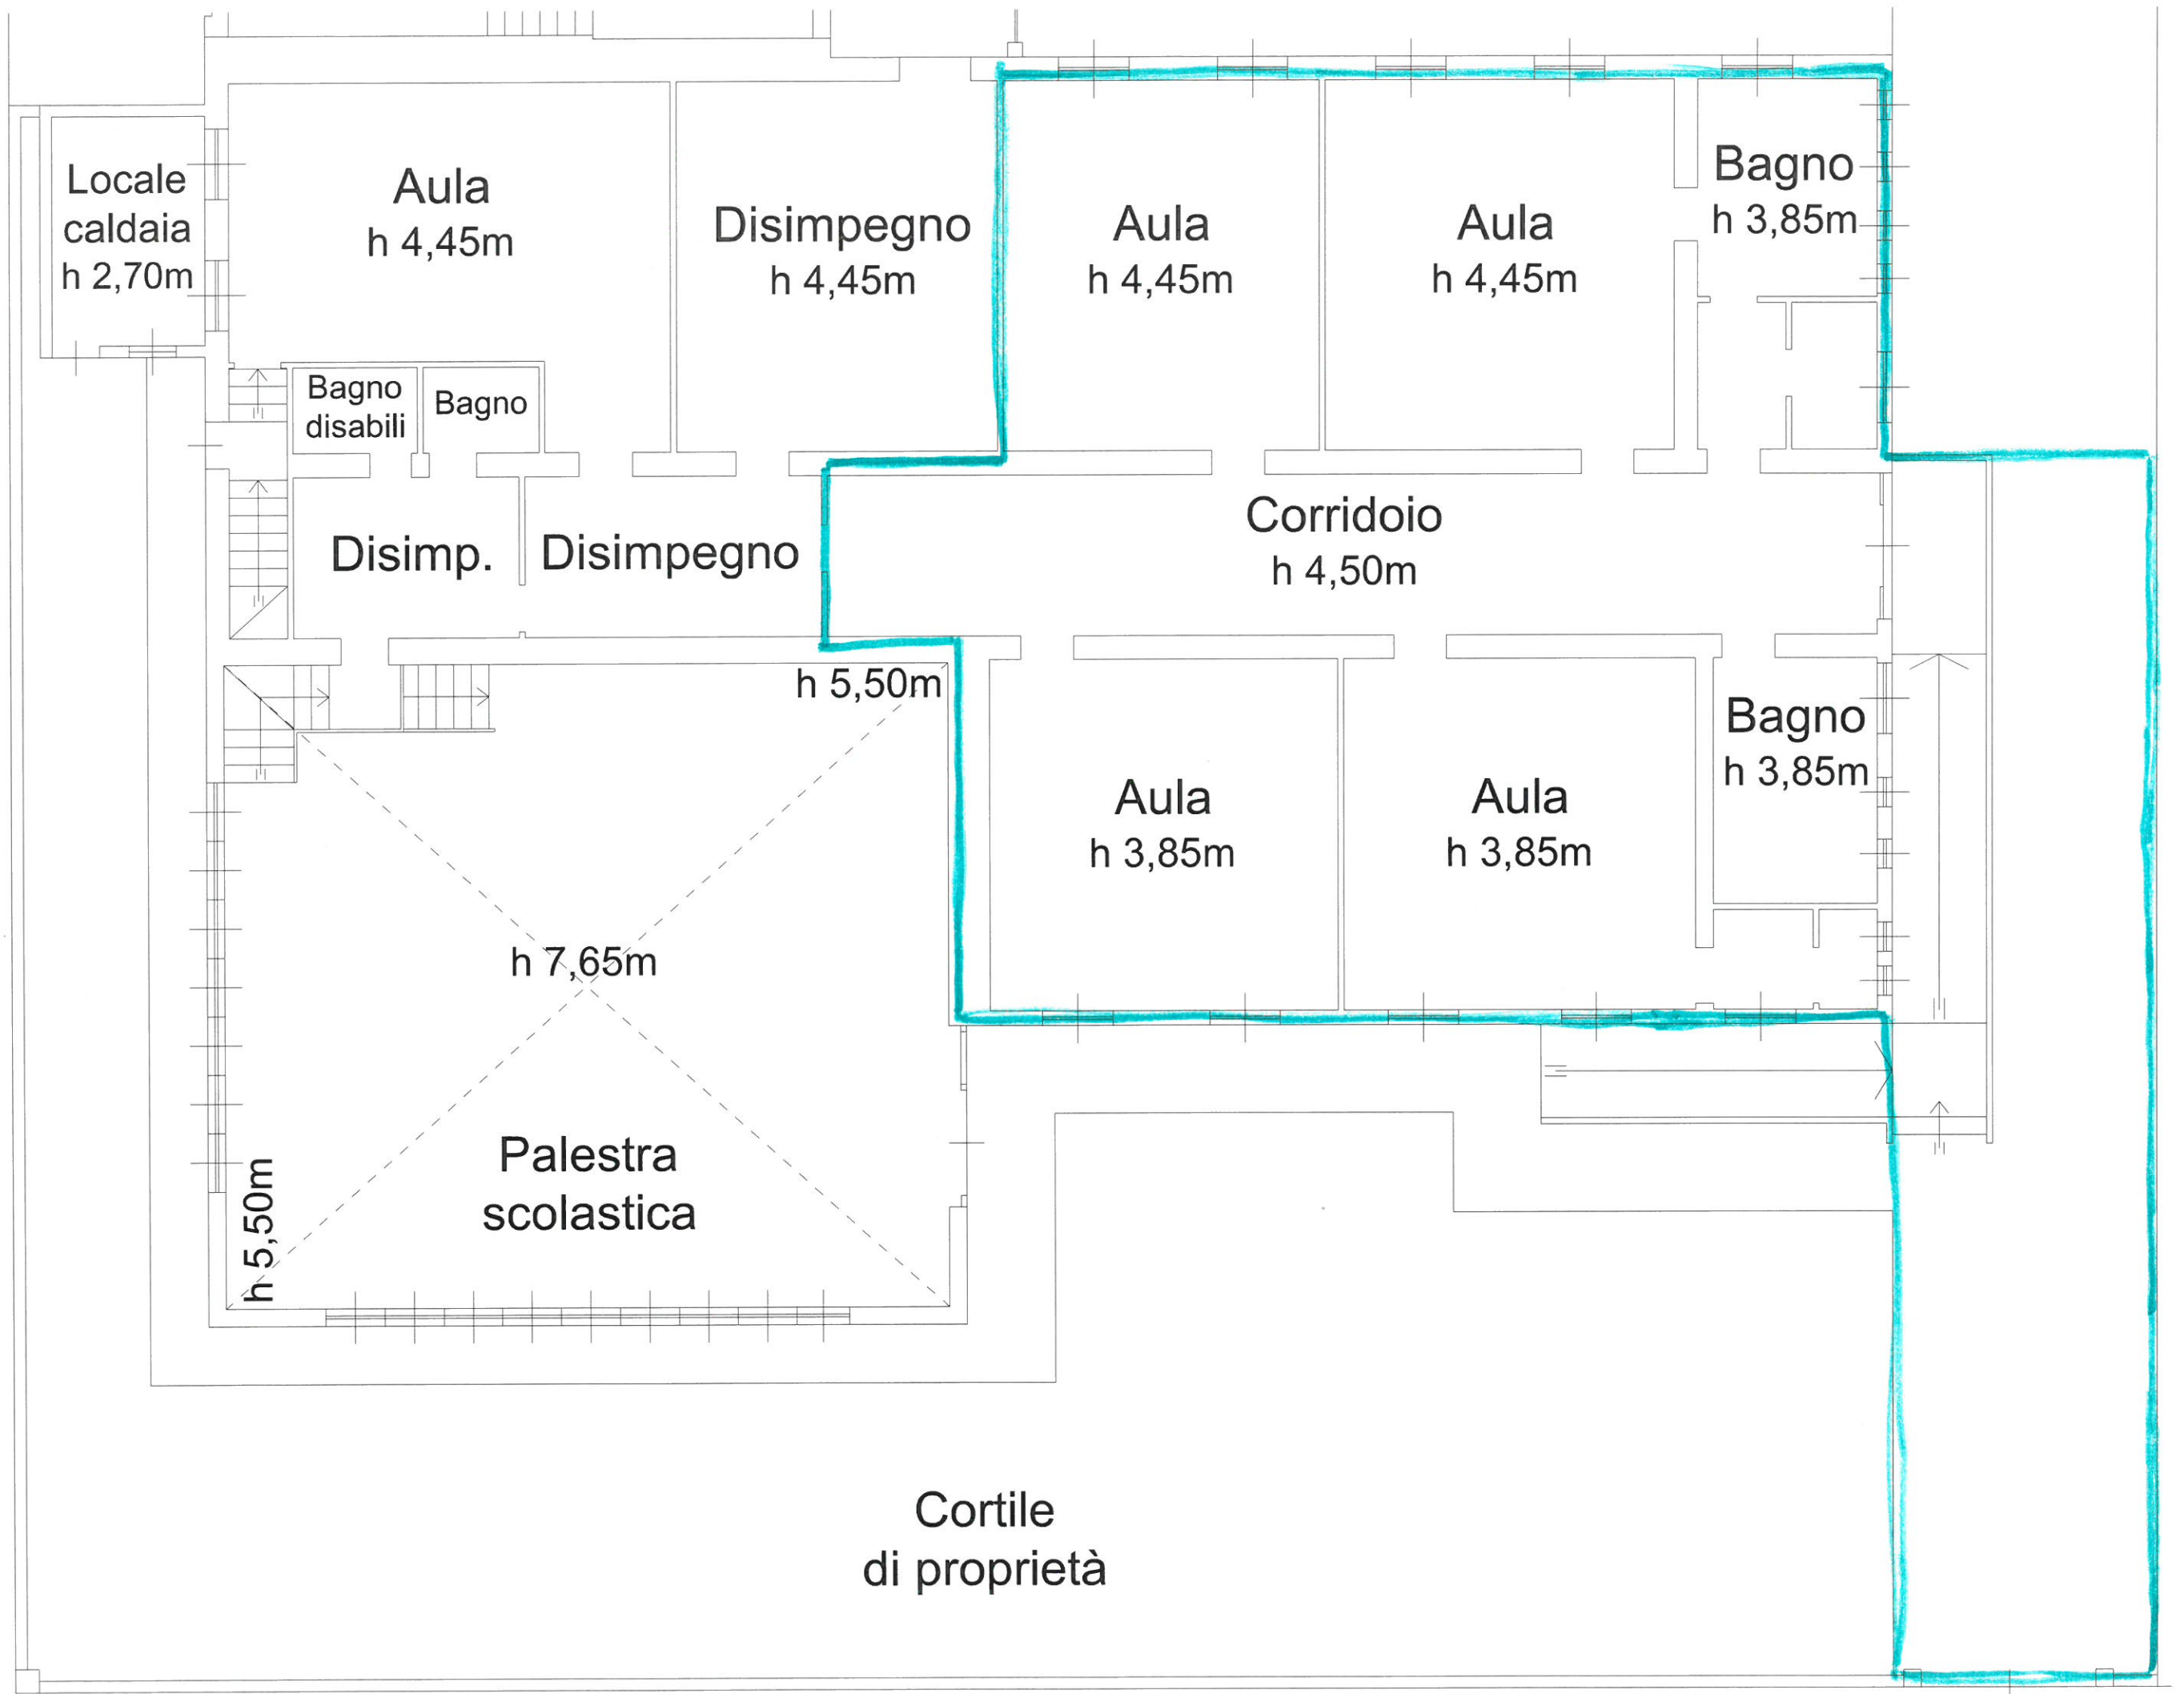 Locale
caldaia
h 2,70m
Aula
h 4,45m
Disimpegno
h 4,45m
Aula
h 4,45m
Aula
h 4,45m
Bagno
h 3,85m
Bagno
disabili
Bagno
Disimp.
Disimpegno
Corridoio
h 4,50m
h 5,50m
Aula
h 3,85m
Aula
h 3,85m
Bagno
h 3,85m
h 7,65m
Palestra
scolastica
h 5,50m
Cortile
di proprietà